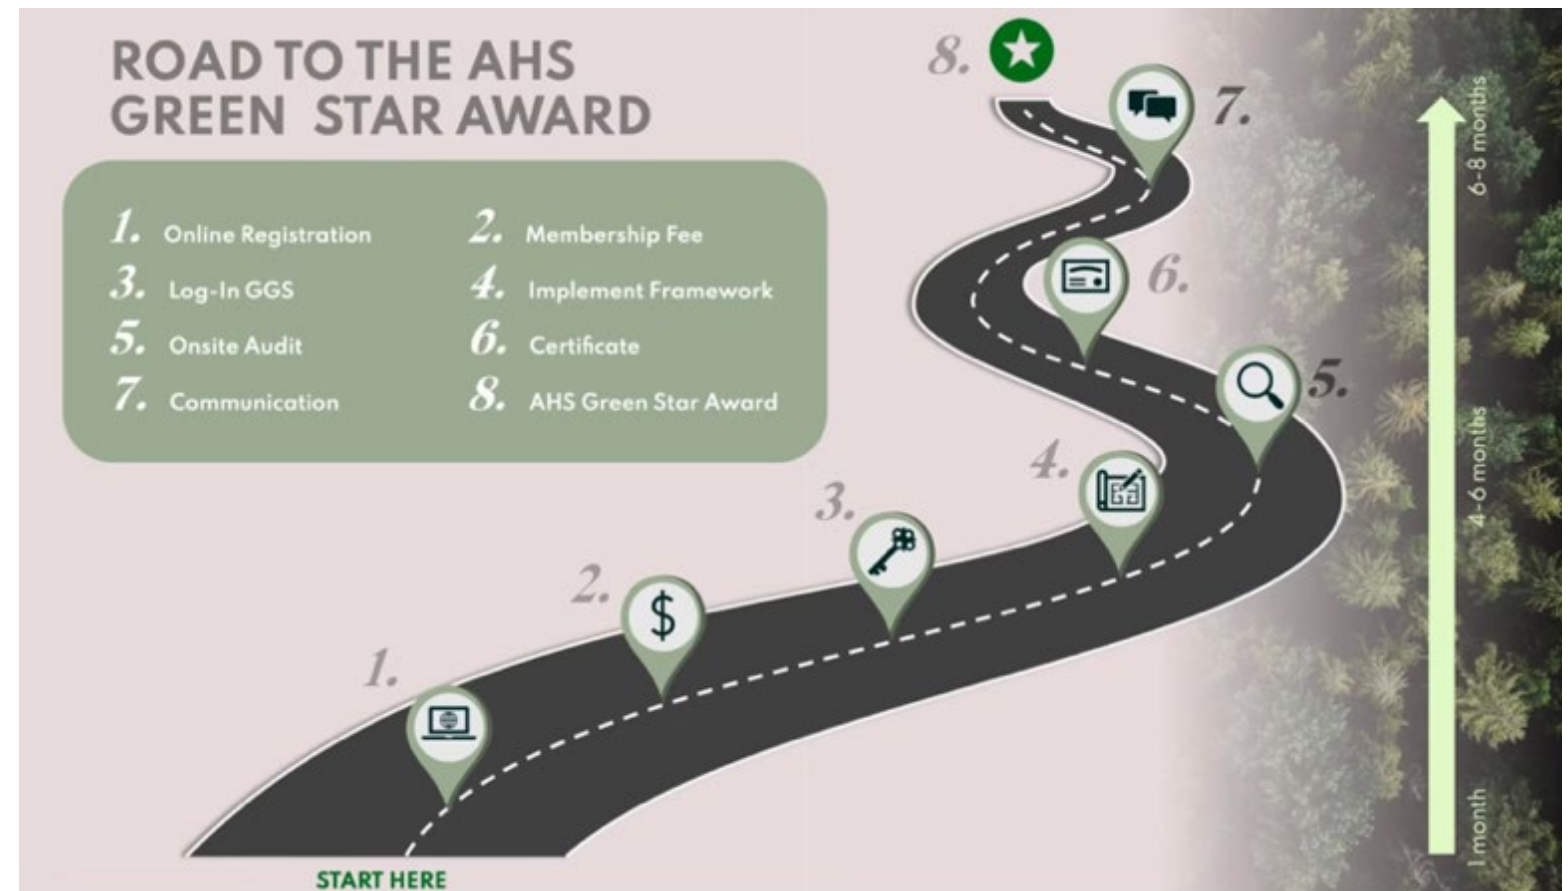 ROAD TO THE AHS
GREEN STAR AWARD
1. Online Registration
2. Membership Fee
3. Log-In GGS
4. Implement Framework
5. Onsite Audit
6. Certificate
7. Communication
8. AHS Green Star Award
8.
7.
6.
5.
4.
3.
2.
$
1.
START HERE
6-8 months
4-6 months
1 month